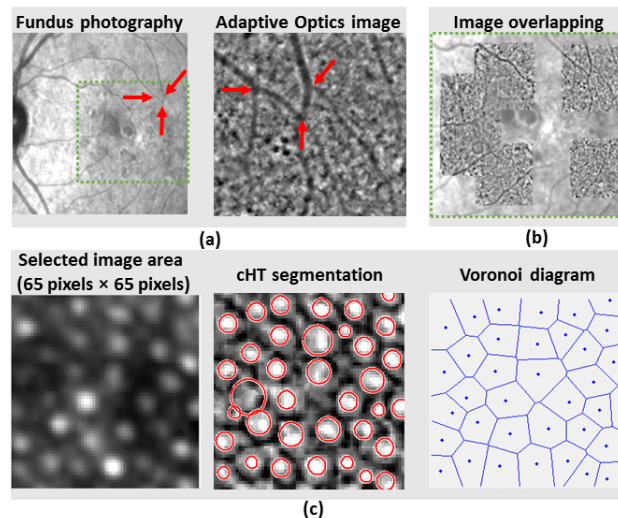 Fundus photography
Adaptive Optics image
Image overlapping
(a)
(b)
Selected image area
(65 pixels × 65 pixels)
cHT segmentation
Voronoi diagram
(c)